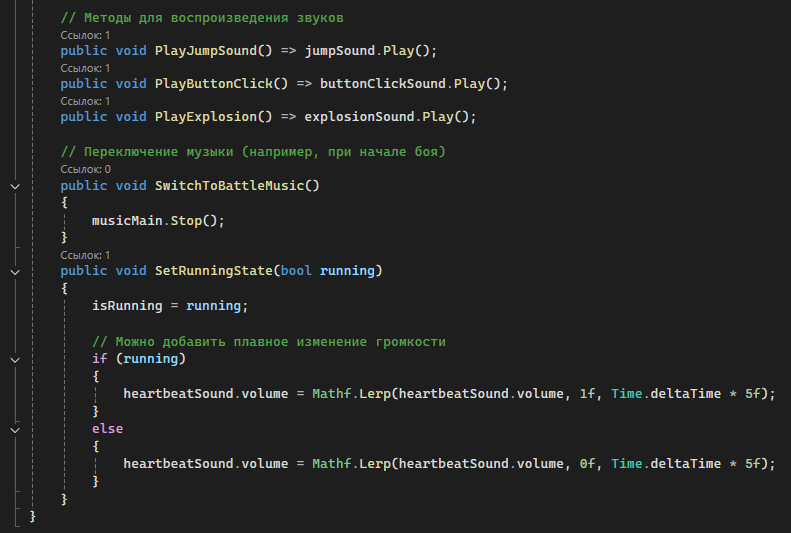 // Методы для воспроизведения звуков
Ссылок: 1
public void PlayJumpSound() => jumpSound.Play();
Ссылок: 1
public void PlayButtonClick() => buttonClickSound.Play();
Ссылок: 1
public void PlayExplosion() => explosionSound.Play();
// Переключение музыки (например, при начале боя)
Ссылок: 0
public void SwitchToBattleMusic()
{
musicMain.Stop();
}
Ссылок: 1
public void SetRunningState(bool running)
{
isRunning = running;
// Можно добавить плавное изменение громкости
if (running)
{
heartbeatSound.volume = Mathf.Lerp(heartbeatSound.volume, 1f, Time.deltaTime * 5f);
}
else
{
heartbeatSound.volume = Mathf.Lerp(heartbeatSound.volume, 0f, Time.deltaTime * 5f);
}
}
}